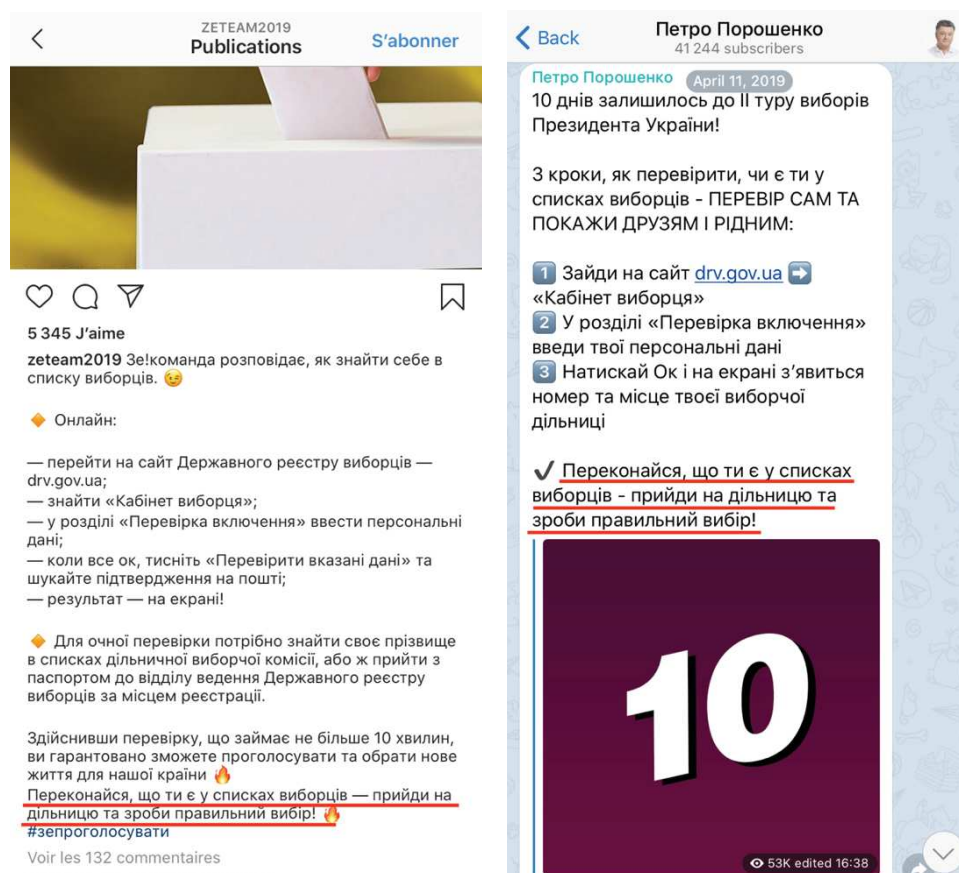 ZETEAM2019
Publications
S'abonner
5 345 J'aime
zeteam2019 Зе!команда розповідає, як знайти себе в
списку виборців. 😉
🔸 Онлайн:
— перейти на сайт Державного реєстру виборців —
drv.gov.ua;
— знайти «Кабінет виборця»;
— у розділі «Перевірка включення» ввести персональні
дані;
— коли все ок, тисніть «Перевірити вказані дані» та
шукайте підтвердження на пошті;
— результат — на екрані!
🔸 Для очної перевірки потрібно знайти своє прізвище
в списках дільничної виборчої комісії, або ж прийти з
паспортом до відділу ведення Державного реєстру
виборців за місцем реєстрації.
Здійснивши перевірку, що займає не більше 10 хвилин,
ви гарантовано зможете проголосувати та обрати нове
життя для нашої країни 🔥
Переконайся, що ти є у списках виборців — прийди на
дільницю та зроби правильний вибір! 🔥
#зепроголосувати
Voir les 132 commentaires
Back
Петро Порошенко
41 244 subscribers
Петро Порошенко
April 11, 2019
10 днів залишилось до ІІ туру виборів
Президента України!
3 кроки, як перевірити, чи є ти у
списках виборців - ПЕРЕВІР САМ ТА
ПОКАЖИ ДРУЗЯМ І РІДНИМ:
1️⃣ Зайди на сайт drv.gov.ua ➡️
«Кабінет виборця»
2️⃣ У розділі «Перевірка включення»
введи твої персональні дані
3️⃣ Натискай Ок і на екрані з'явиться
номер та місце твоєї виборчої
дільниці
✔️ Переконайся, що ти є у списках
виборців - прийди на дільницю та
зроби правильний вибір!
10
53K edited 16:38